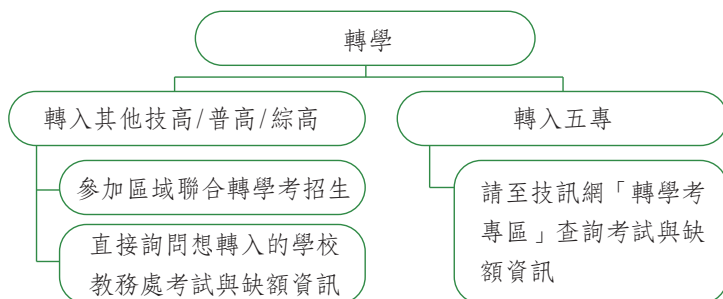 轉學
轉入其他技高/普高/綜高
轉入五專
參加區域聯合轉學考招生
直接詢問想轉入的學校
教務處考試與缺額資訊
請至技訊網「轉學考
專區」查詢考試與缺
額資訊